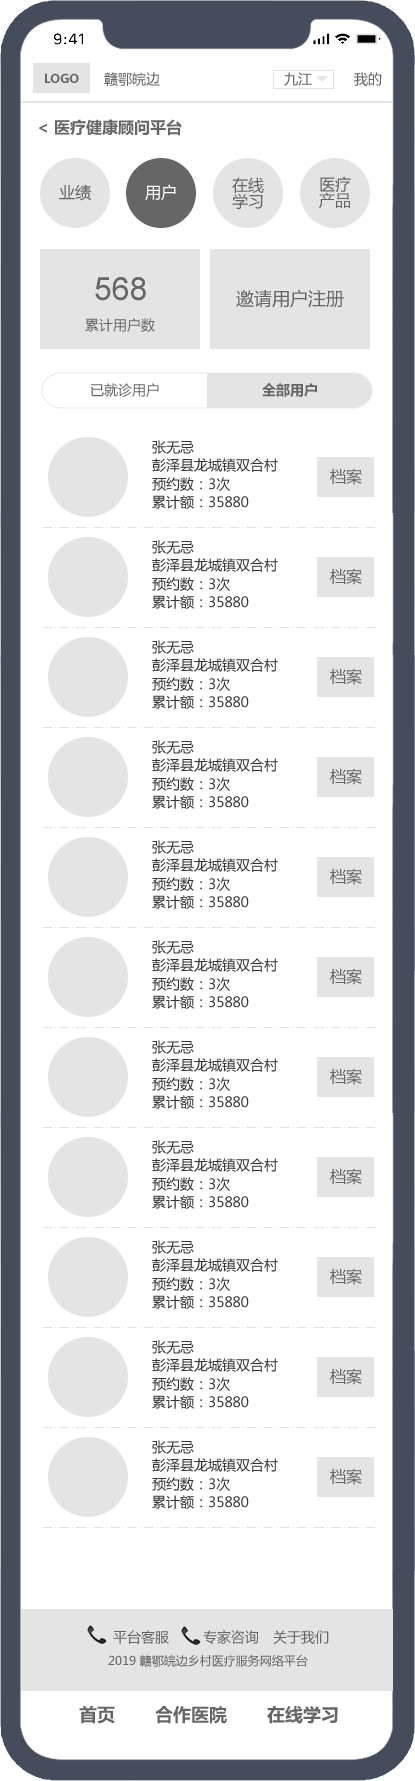 9:41
LOGO 赣鄂皖边 九江 我的
< 医疗健康顾问平台
业绩 用户 在线学习 医疗产品
568
累计用户数
邀请用户注册
已就诊用户 全部用户
张无忌
彭泽县龙城镇双合村
预约数：3次
累计额：35880
档案
张无忌
彭泽县龙城镇双合村
预约数：3次
累计额：35880
档案
张无忌
彭泽县龙城镇双合村
预约数：3次
累计额：35880
档案
张无忌
彭泽县龙城镇双合村
预约数：3次
累计额：35880
档案
张无忌
彭泽县龙城镇双合村
预约数：3次
累计额：35880
档案
张无忌
彭泽县龙城镇双合村
预约数：3次
累计额：35880
档案
张无忌
彭泽县龙城镇双合村
预约数：3次
累计额：35880
档案
张无忌
彭泽县龙城镇双合村
预约数：3次
累计额：35880
档案
张无忌
彭泽县龙城镇双合村
预约数：3次
累计额：35880
档案
张无忌
彭泽县龙城镇双合村
预约数：3次
累计额：35880
档案
张无忌
彭泽县龙城镇双合村
预约数：3次
累计额：35880
档案
平台客服 专家咨询 关于我们
2019 赣鄂皖边乡村医疗服务网络平台
首页 合作医院 在线学习